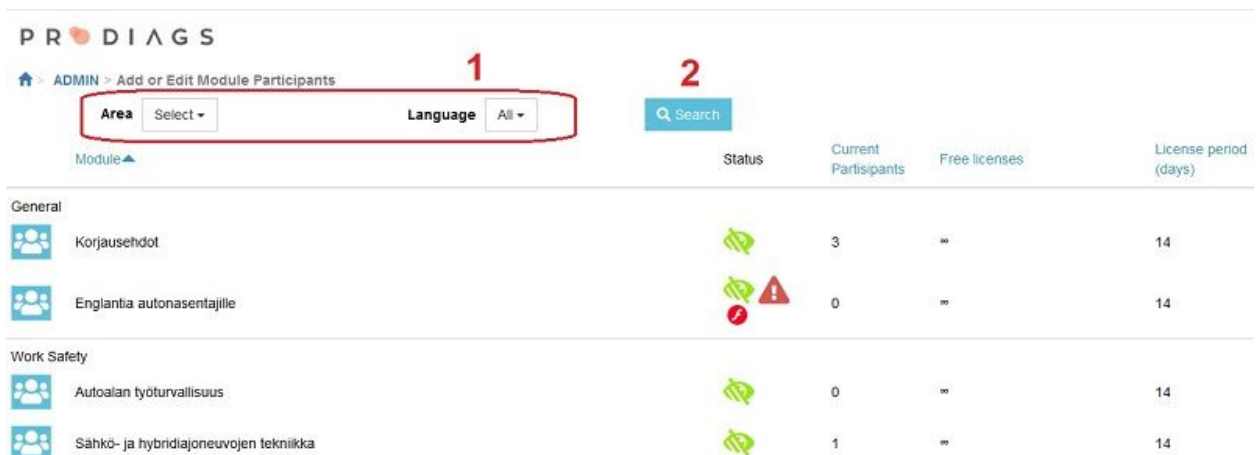 PRODIAGS
1
2
> ADMIN > Add or Edit Module Participants
Area Select Language All Search
Module Status Current Partisipants Free licenses License period (days)
General
Korjausehdot 3 ∞ 14
Englantia autonasentajille 0 ∞ 14
Work Safety
Autoalan työturvallisuus 0 ∞ 14
Sähkö- ja hybridiajoneuvojen tekniikka 1 ∞ 14